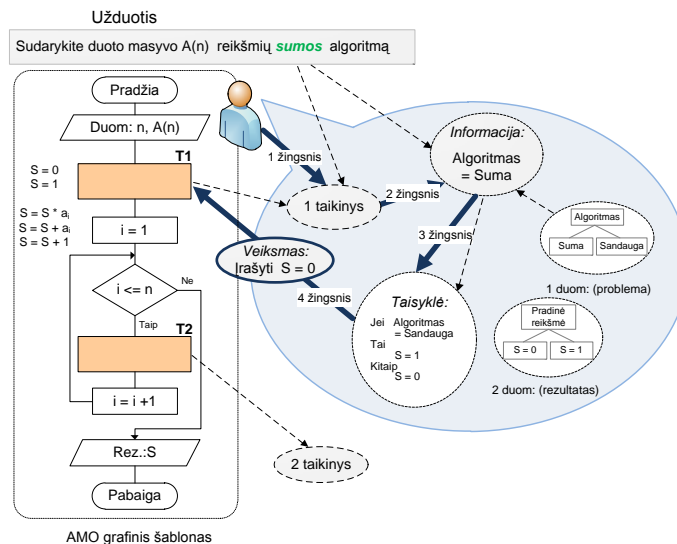 Užduotis
Sudarykite duoto masyvo A(n) reikšmių sumos algoritmą
Pradžia
Duom: n, A(n)
T1
S = 0
S = 1
S = S * aᵢ
S = S + aᵢ
S = S + 1
i = 1
i <= n
Ne
Taip
T2
i = i +1
Rez.:S
Pabaiga
AMO grafinis šablonas
1 žingsnis
1 taikinys
2 žingsnis
Informacija:
Algoritmas
= Suma
3 žingsnis
Veiksmas:
Įrašyti S = 0
4 žingsnis
Taisyklė:
Jei Algoritmas
= Sandauga
Tai
S = 1
Kitaip
S = 0
2 taikinys
Algoritmas
Suma Sandauga
1 duom: (problema)
Pradinė
reikšmė
S = 0 S = 1
2 duom: (rezultatas)